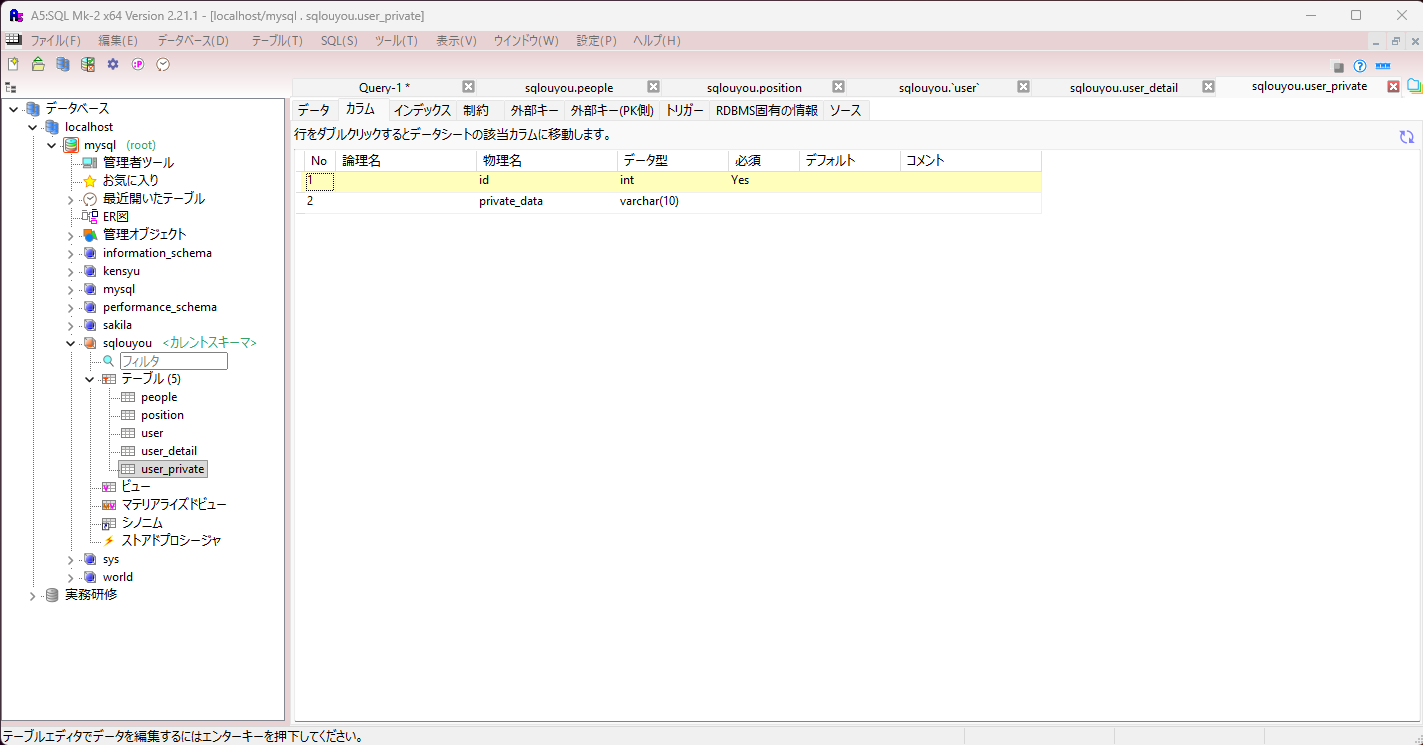 A5:SQL Mk-2 x64 Version 2.21.1 - [localhost/mysql . sqlouyou.user_private]
ファイル(F) 編集(E) データベース(D) テーブル(T) SQL(S) ツール(T) 表示(V) ウインドウ(W) 設定(P) ヘルプ(H)
Query-1 * sqlouyou.people sqlouyou.position sqlouyou.`user` sqlouyou.user_detail sqlouyou.user_private
データ カラム インデックス 制約 外部キー 外部キー(PK側) トリガー RDBMS固有の情報 ソース
行をダブルクリックするとデータシートの該当カラムに移動します。
No 論理名 物理名 データ型 必須 デフォルト コメント
1 id int Yes
2 private_data varchar(10)
データベース
localhost
mysql (root)
管理者ツール
お気に入り
最近開いたテーブル
ER図
管理オブジェクト
information_schema
kensyu
mysql
performance_schema
sakila
sqlouyou <カレントスキーマ>
フィルタ
テーブル (5)
people
position
user
user_detail
user_private
ビュー
マテリアライズドビュー
シノニム
ストアドプロシージャ
sys
world
実務研修
テーブルエディタでデータを編集するにはエンターキーを押下してください。